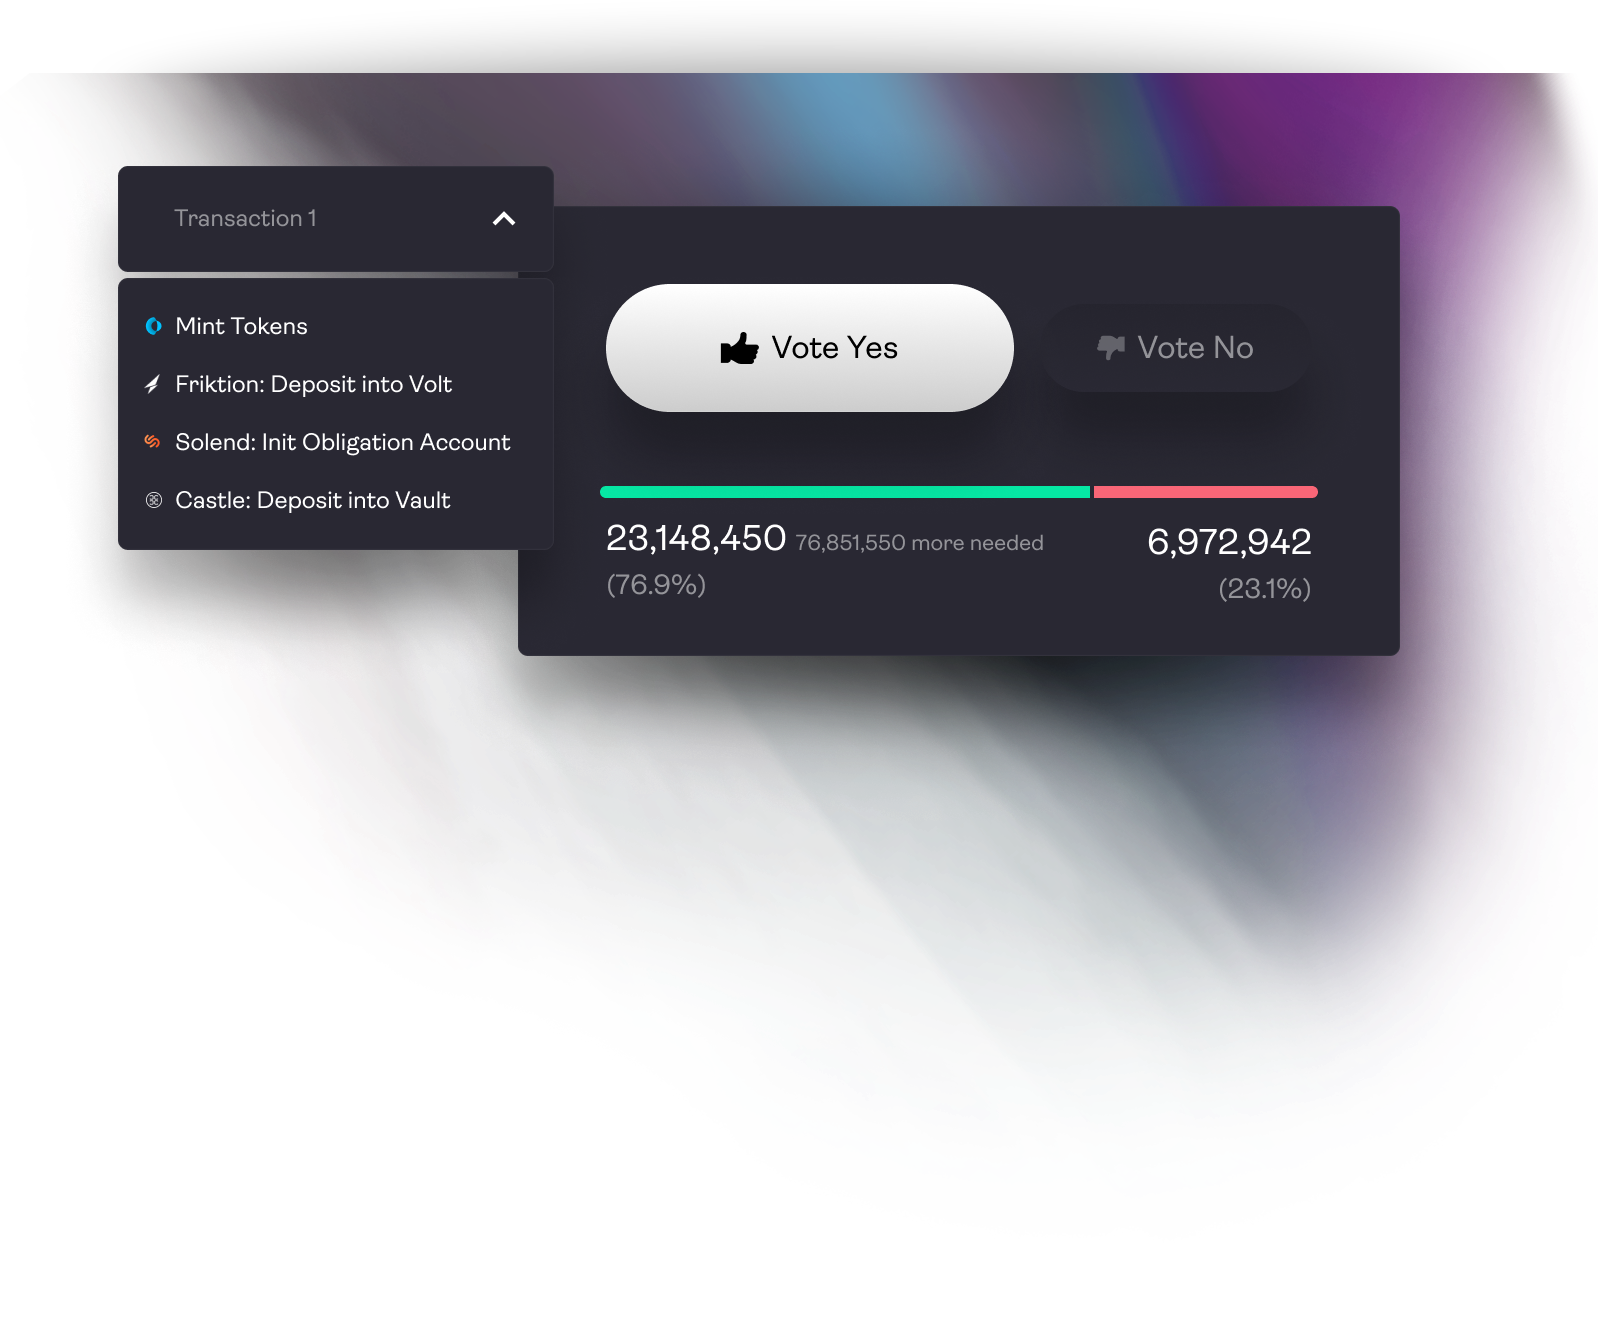 Transaction 1
Mint Tokens
Friktion: Deposit into Volt
Solend: Init Obligation Account
Castle: Deposit into Vault
Vote Yes
Vote No
23,148,450 76,851,550 more needed
(76.9%)
6,972,942
(23.1%)